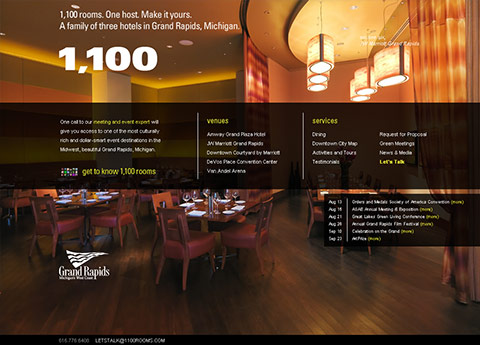 1,100 rooms. One host. Make it yours.
A family of three hotels in Grand Rapids, Michigan.
1,100
JW Marriott Grand Rapids
One call to our meeting and event expert will
give you access to one of the most culturally
rich and dollar-smart event destinations in the
Midwest, beautiful Grand Rapids, Michigan.
get to know 1,100 rooms
venues
Amway Grand Plaza Hotel
JW Marriott Grand Rapids
Downtown Courtyard by Marriott
DeVos Place Convention Center
Van Andel Arena
services
Dining
Downtown City Map
Activities and Tours
Testimonials
Request for Proposal
Green Meetings
News & Media
Let's Talk
Aug 13 Orders and Medals Society of America Convention (more)
Aug 15 ASAE Annual Meeting & Exposition (more)
Aug 21 Great Lakes Green Living Conference (more)
Aug 26 Annual Grand Rapids Film Festival (more)
Sep 10 Celebration on the Grand (more)
Sep 23 ArtPrize (more)
Grand Rapids
Michigan's West Coast
616.776.6408 LETSTALK@1100ROOMS.COM